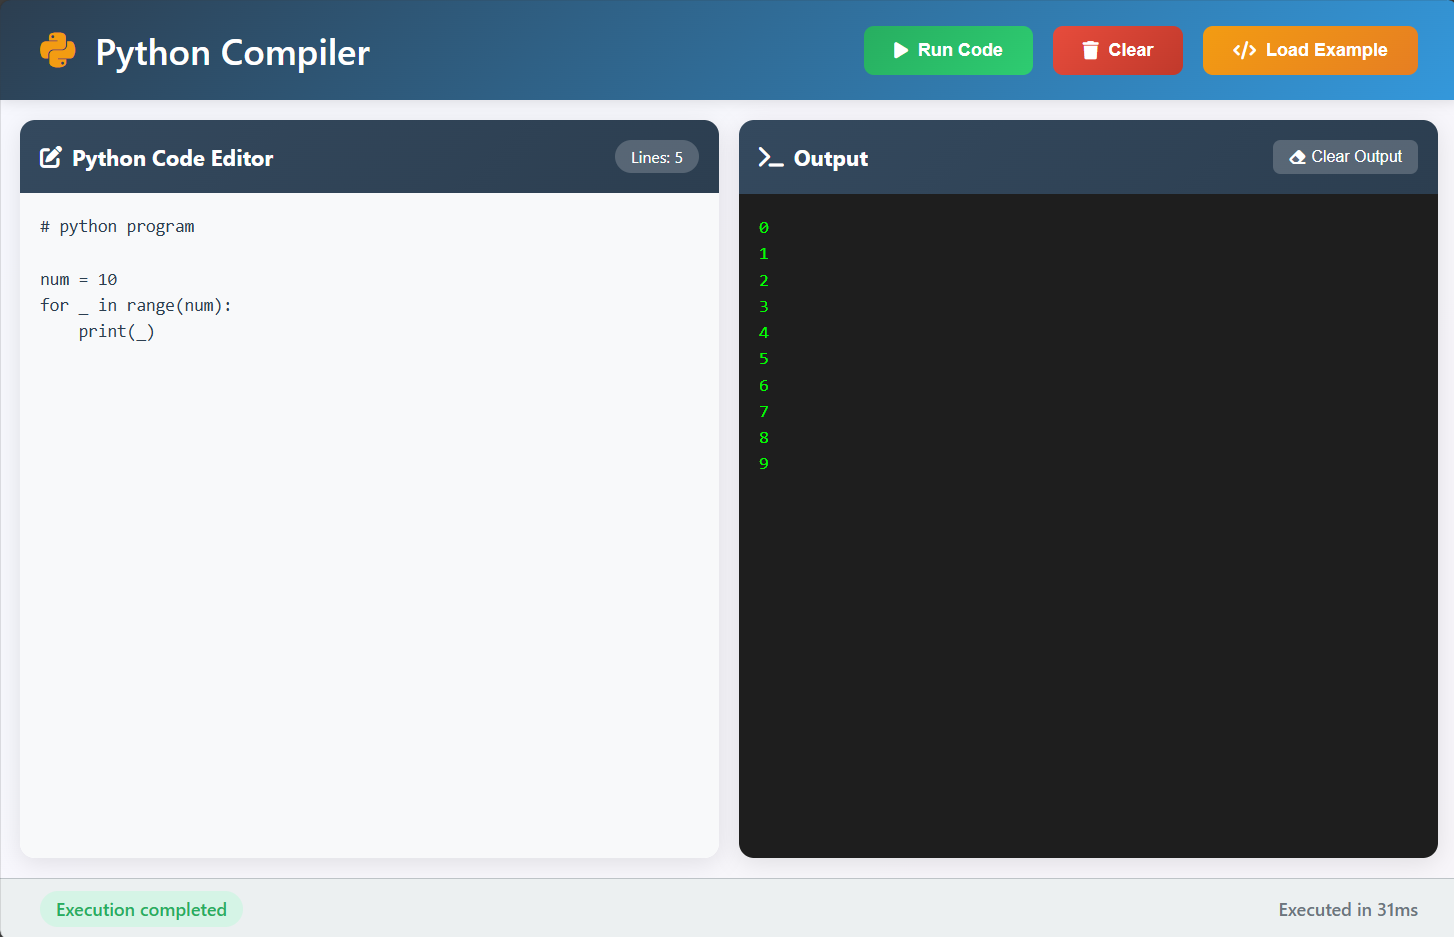 Python Compiler
Run Code
Clear
Load Example
Python Code Editor
Lines: 5
# python program
num = 10
for _ in range(num):
    print(_)
Output
Clear Output
0
1
2
3
4
5
6
7
8
9
Execution completed
Executed in 31ms